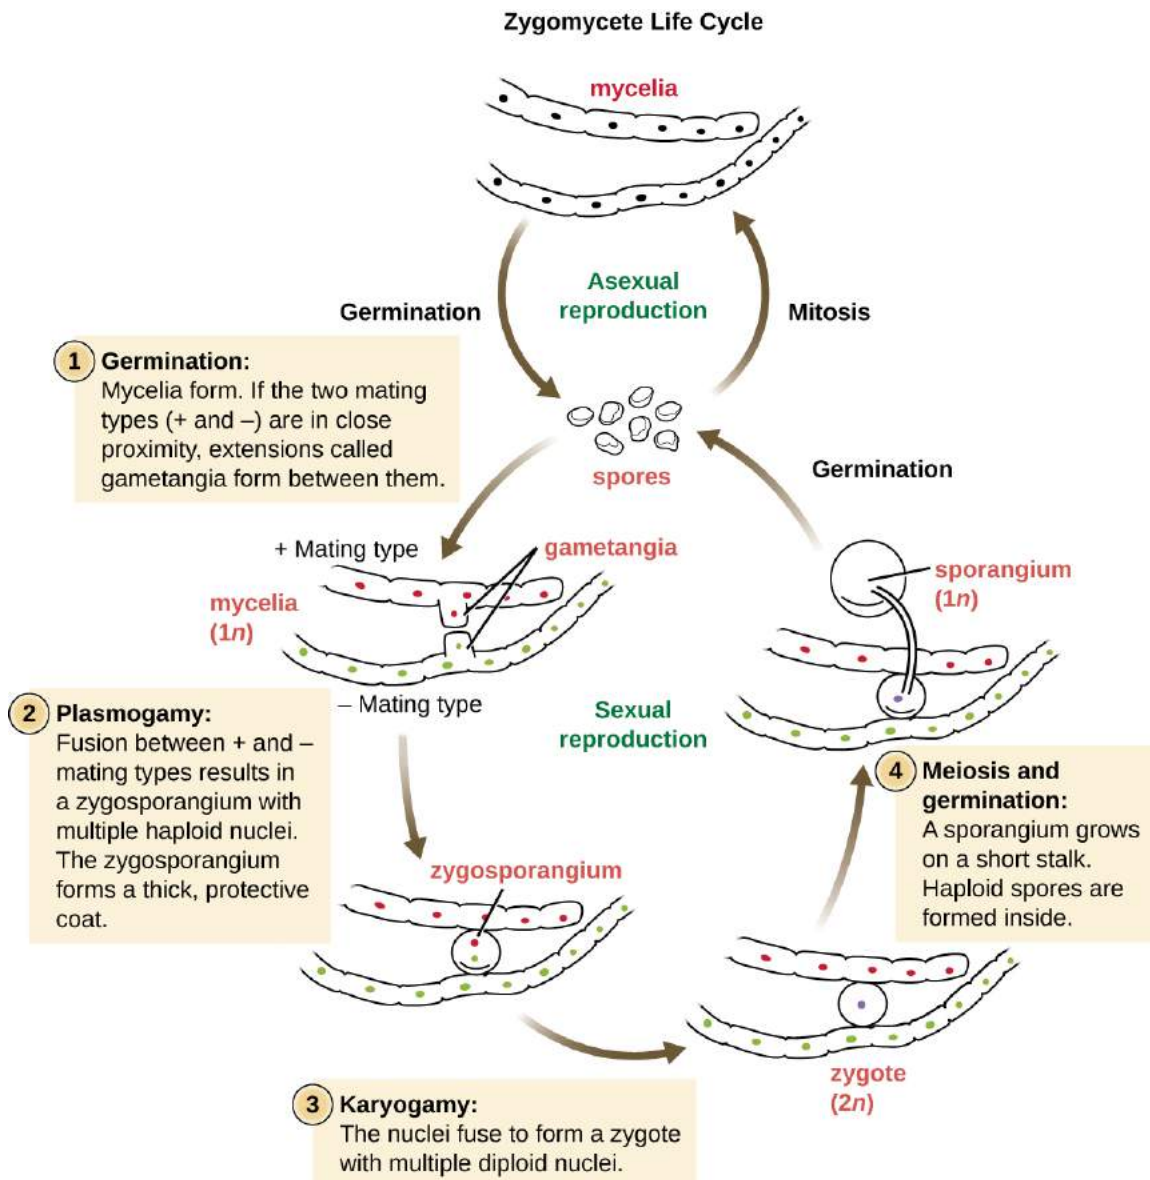 Zygomycete Life Cycle
mycelia
Asexual
reproduction
Germination
Mitosis
1 Germination:
Mycelia form. If the two mating
types (+ and –) are in close
proximity, extensions called
gametangia form between them.
spores
Germination
+ Mating type
gametangia
mycelia
(1n)
– Mating type
sporangium
(1n)
2 Plasmogamy:
Fusion between + and –
mating types results in
a zygosporangium with
multiple haploid nuclei.
The zygosporangium
forms a thick, protective
coat.
Sexual
reproduction
4 Meiosis and
germination:
A sporangium grows
on a short stalk.
Haploid spores are
formed inside.
zygosporangium
zygote
(2n)
3 Karyogamy:
The nuclei fuse to form a zygote
with multiple diploid nuclei.